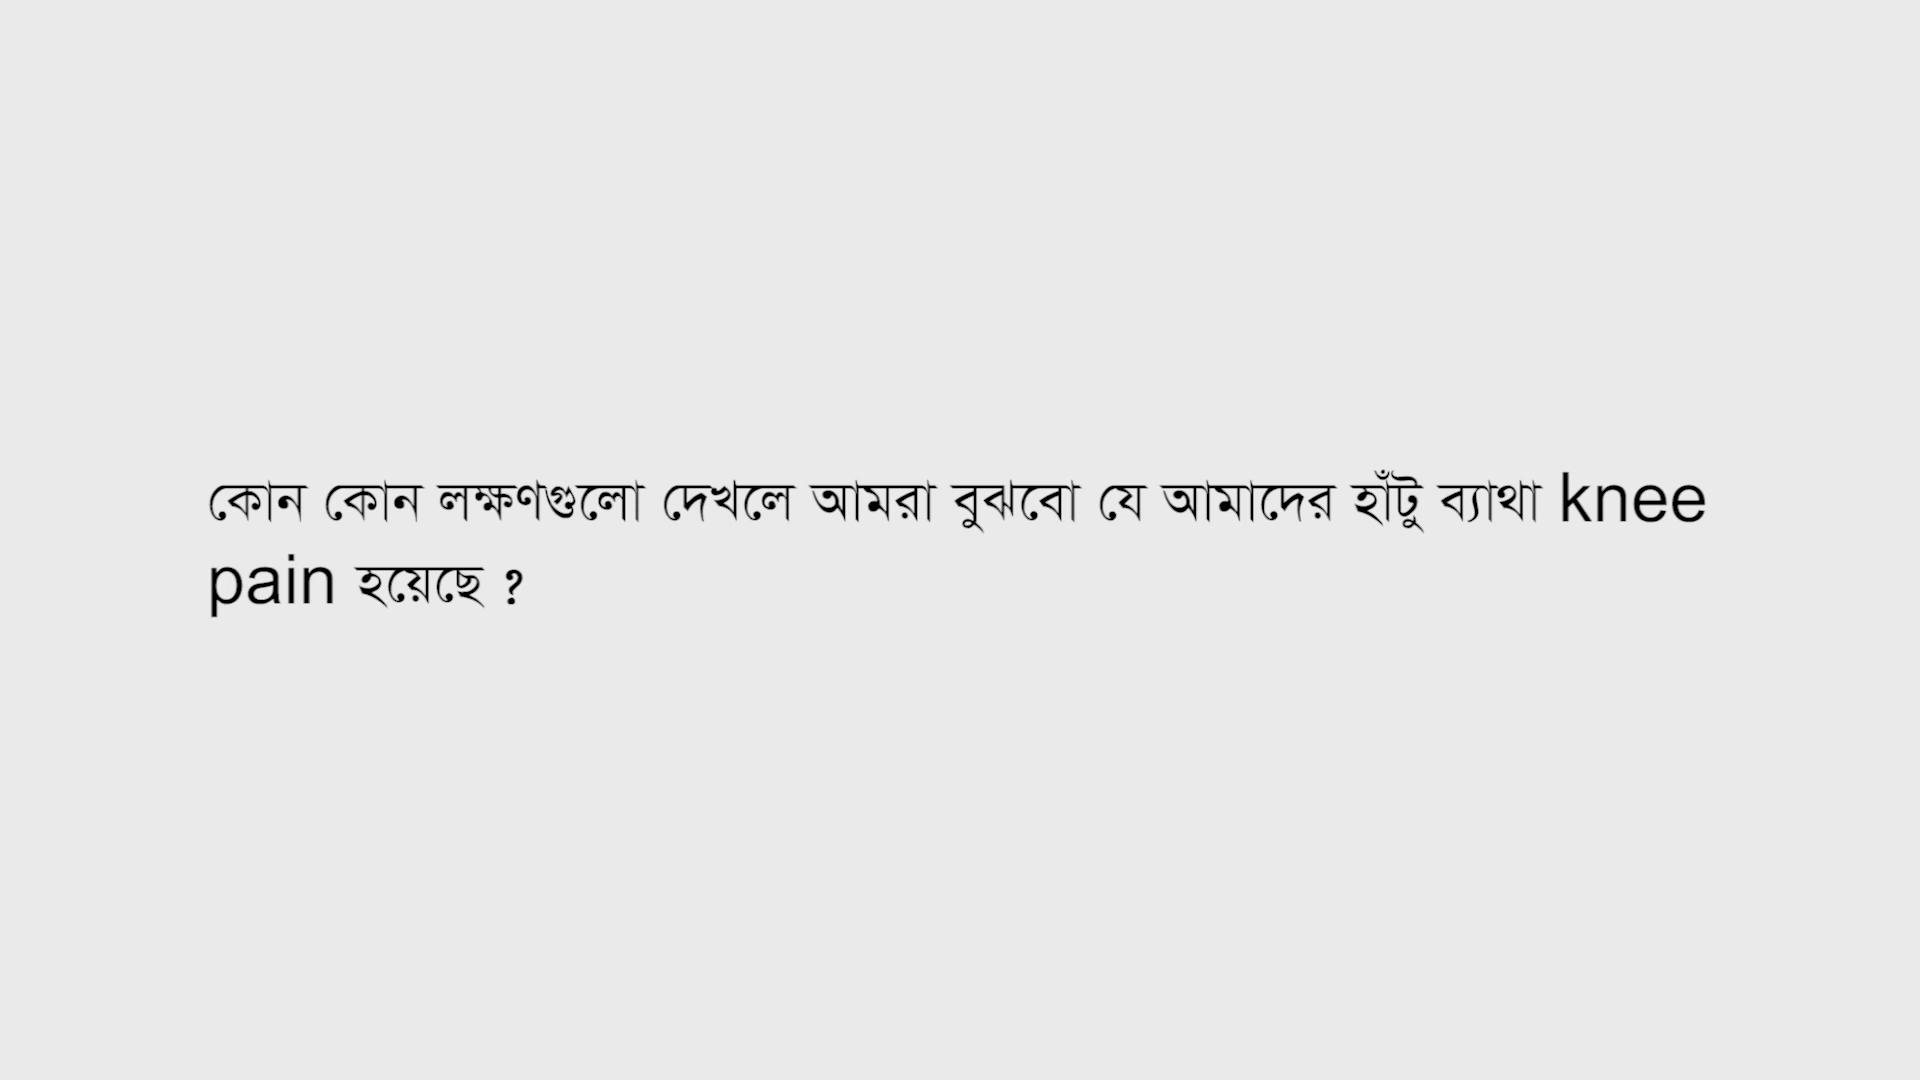 কোন কোন লক্ষণগুলো দেখলে আমরা বুঝবো যে আমাদের হাঁটু ব্যাথা knee
pain হয়েছে ?